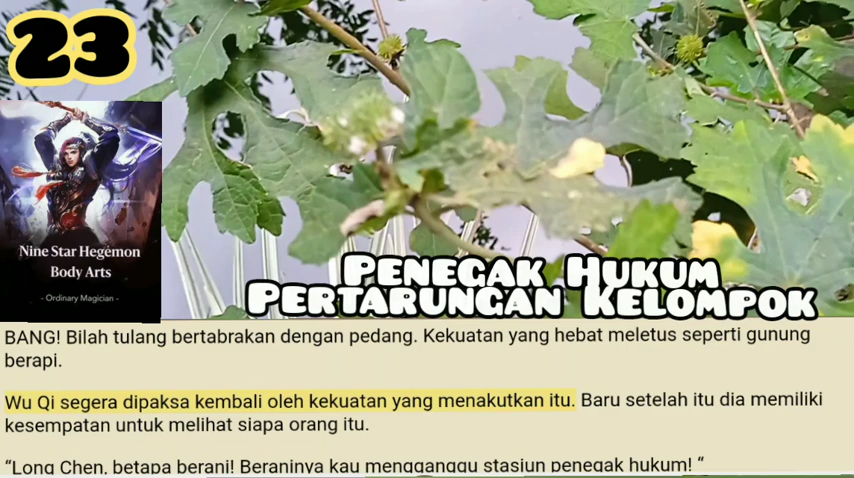 23
Nine Star Hegemon
Body Arts
- Ordinary Magician -
PENEGAK HUKUM
PERTARUNGAN KELOMPOK
BANG! Bilah tulang bertabrakan dengan pedang. Kekuatan yang hebat meletus seperti gunung
berapi.
Wu Qi segera dipaksa kembali oleh kekuatan yang menakutkan itu. Baru setelah itu dia memiliki
kesempatan untuk melihat siapa orang itu.
“Long Chen, betapa berani! Beraninya kau mengganggu stasiun penegak hukum! “